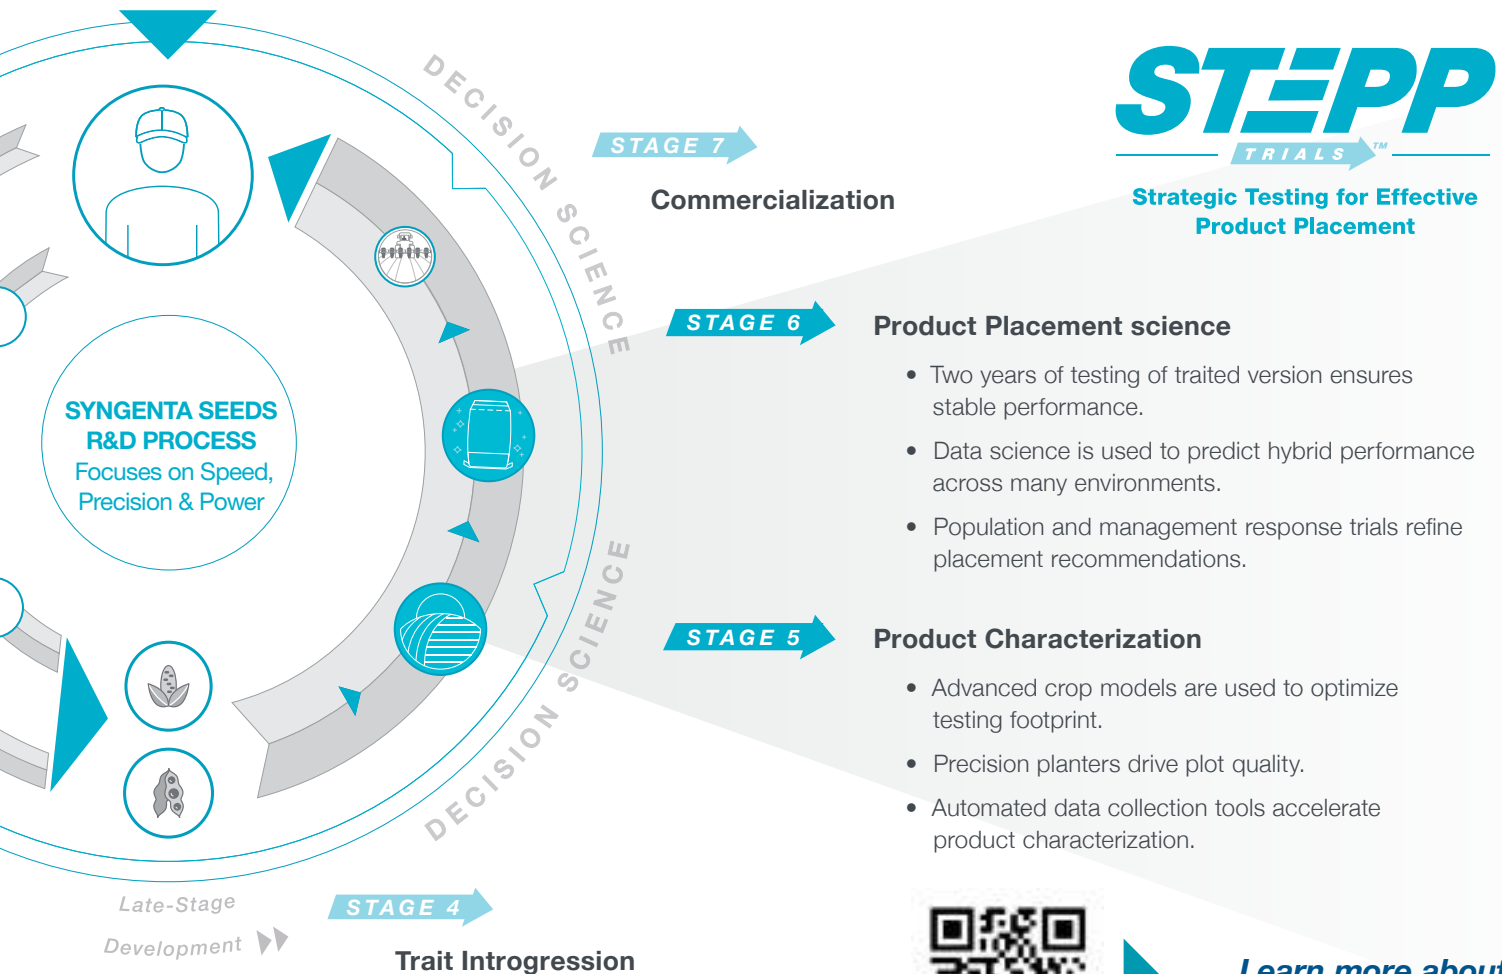 STEPP
TRIALS™
Strategic Testing for Effective
Product Placement
DECISION SCIENCE
STAGE 7
Commercialization
STAGE 6
Product Placement science
• Two years of testing of traited version ensures
stable performance.
• Data science is used to predict hybrid performance
across many environments.
• Population and management response trials refine
placement recommendations.
SYNGENTA SEEDS
R&D PROCESS
Focuses on Speed,
Precision & Power
DECISION SCIENCE
STAGE 5
Product Characterization
• Advanced crop models are used to optimize
testing footprint.
• Precision planters drive plot quality.
• Automated data collection tools accelerate
product characterization.
Late-Stage
Development
STAGE 4
Trait Introgression
Learn more about